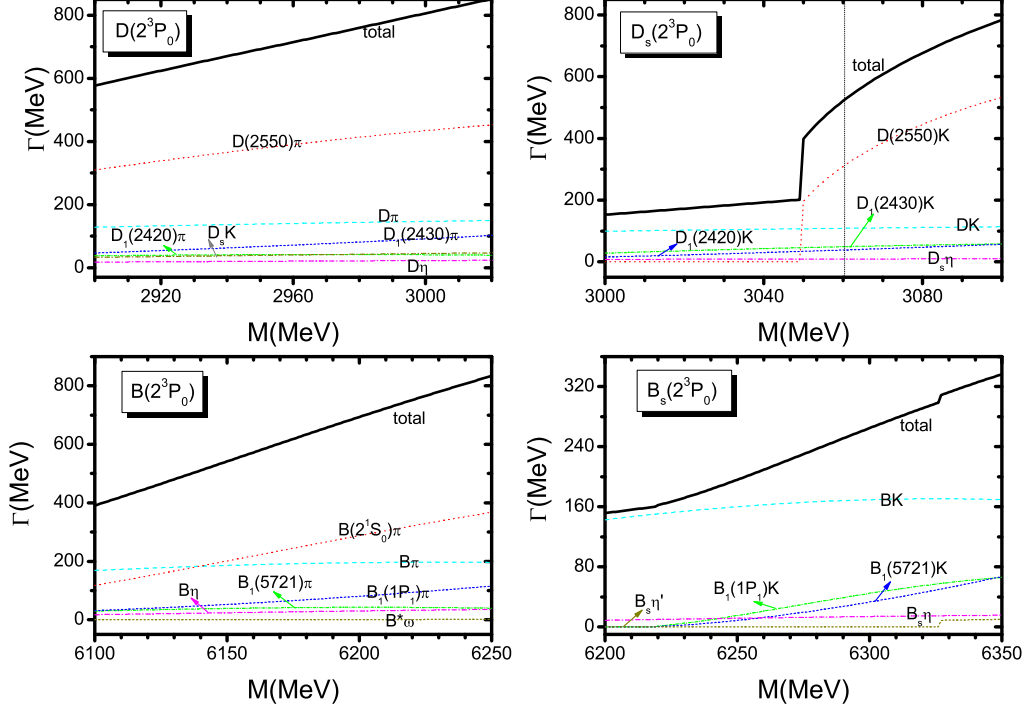 D(2³P₀)
total
D(2550)π
Dπ
D₁(2420)π
DₛK
D₁(2430)π
Dη
800
600
400
200
0
2920 2960 3000
Γ(MeV)
M(MeV)
Dₛ(2³P₀)
total
D(2550)K
D₁(2430)K
DK
D₁(2420)K
Dₛη
800
600
400
200
0
3000 3040 3080
Γ(MeV)
M(MeV)
B(2³P₀)
total
B(2¹S₀)π
Bπ
B₁(5721)π
Bη
B₁(1P₁)π
B*ω
800
600
400
200
0
6100 6150 6200 6250
Γ(MeV)
M(MeV)
Bₛ(2³P₀)
total
BK
B₁(5721)K
B₁(1P₁)K
Bₛη'
Bₛη
320
240
160
80
0
6200 6250 6300 6350
Γ(MeV)
M(MeV)